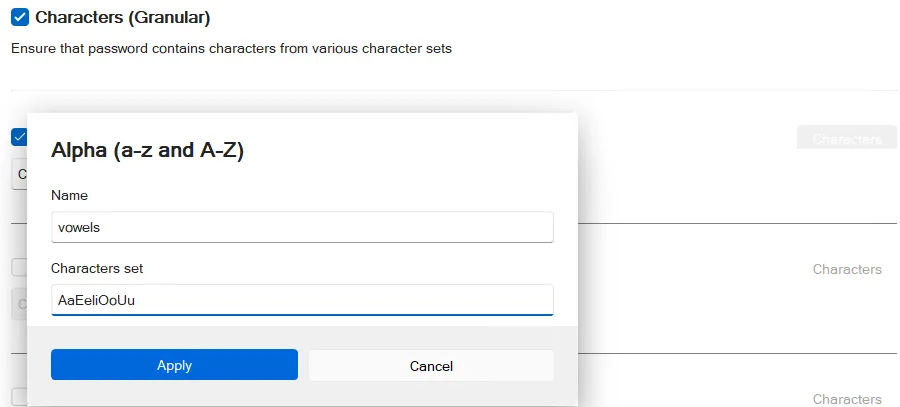 Characters (Granular)
Ensure that password contains characters from various character sets
Characters
Alpha (a-z and A-Z)
C
Name
vowels
Characters set
Characters
AaEeIiOoUu
C
Apply
Cancel
Characters